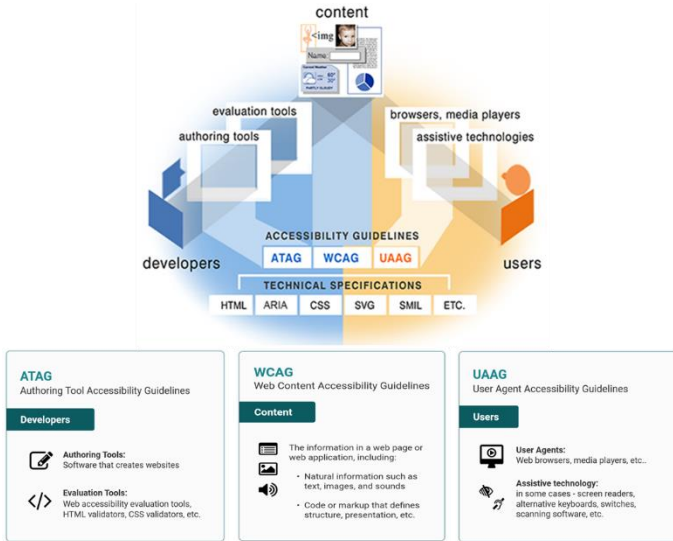 content
<img
Name:
evaluation tools
browsers, media players
authoring tools
assistive technologies
ACCESSIBILITY GUIDELINES
developers
ATAG
WCAG
UAAG
users
TECHNICAL SPECIFICATIONS
HTML
ARIA
CSS
SVG
SMIL
ETC.
ATAG
Authoring Tool Accessibility Guidelines
Developers
Authoring Tools:
Software that creates websites
</>
Evaluation Tools:
Web accessibility evaluation tools,
HTML validators, CSS validators, etc.
WCAG
Web Content Accessibility Guidelines
Content
The information in a web page or
web application, including:
• Natural information such as
text, images, and sounds
• Code or markup that defines
structure, presentation, etc.
UAAG
User Agent Accessibility Guidelines
Users
User Agents:
Web browsers, media players, etc..
Assistive technology:
in some cases - screen readers,
alternative keyboards, switches,
scanning software, etc.